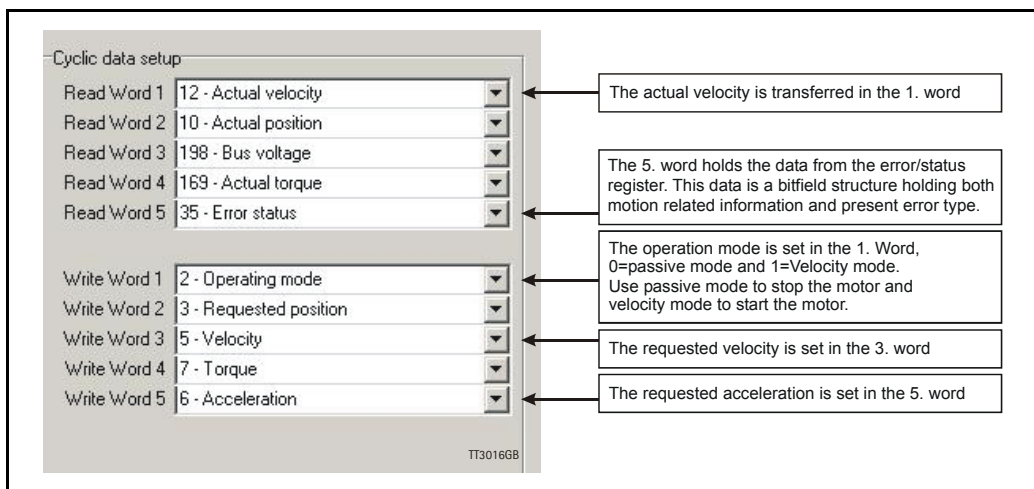 Cyclic data setup
Read Word 1 12 - Actual velocity
Read Word 2 10 - Actual position
Read Word 3 198 - Bus voltage
Read Word 4 169 - Actual torque
Read Word 5 35 - Error status
Write Word 1 2 - Operating mode
Write Word 2 3 - Requested position
Write Word 3 5 - Velocity
Write Word 4 7 - Torque
Write Word 5 6 - Acceleration
TT3016GB
The actual velocity is transferred in the 1. word
The 5. word holds the data from the error/status
register. This data is a bitfield structure holding both
motion related information and present error type.
The operation mode is set in the 1. Word,
0=passive mode and 1=Velocity mode.
Use passive mode to stop the motor and
velocity mode to start the motor.
The requested velocity is set in the 3. word
The requested acceleration is set in the 5. word